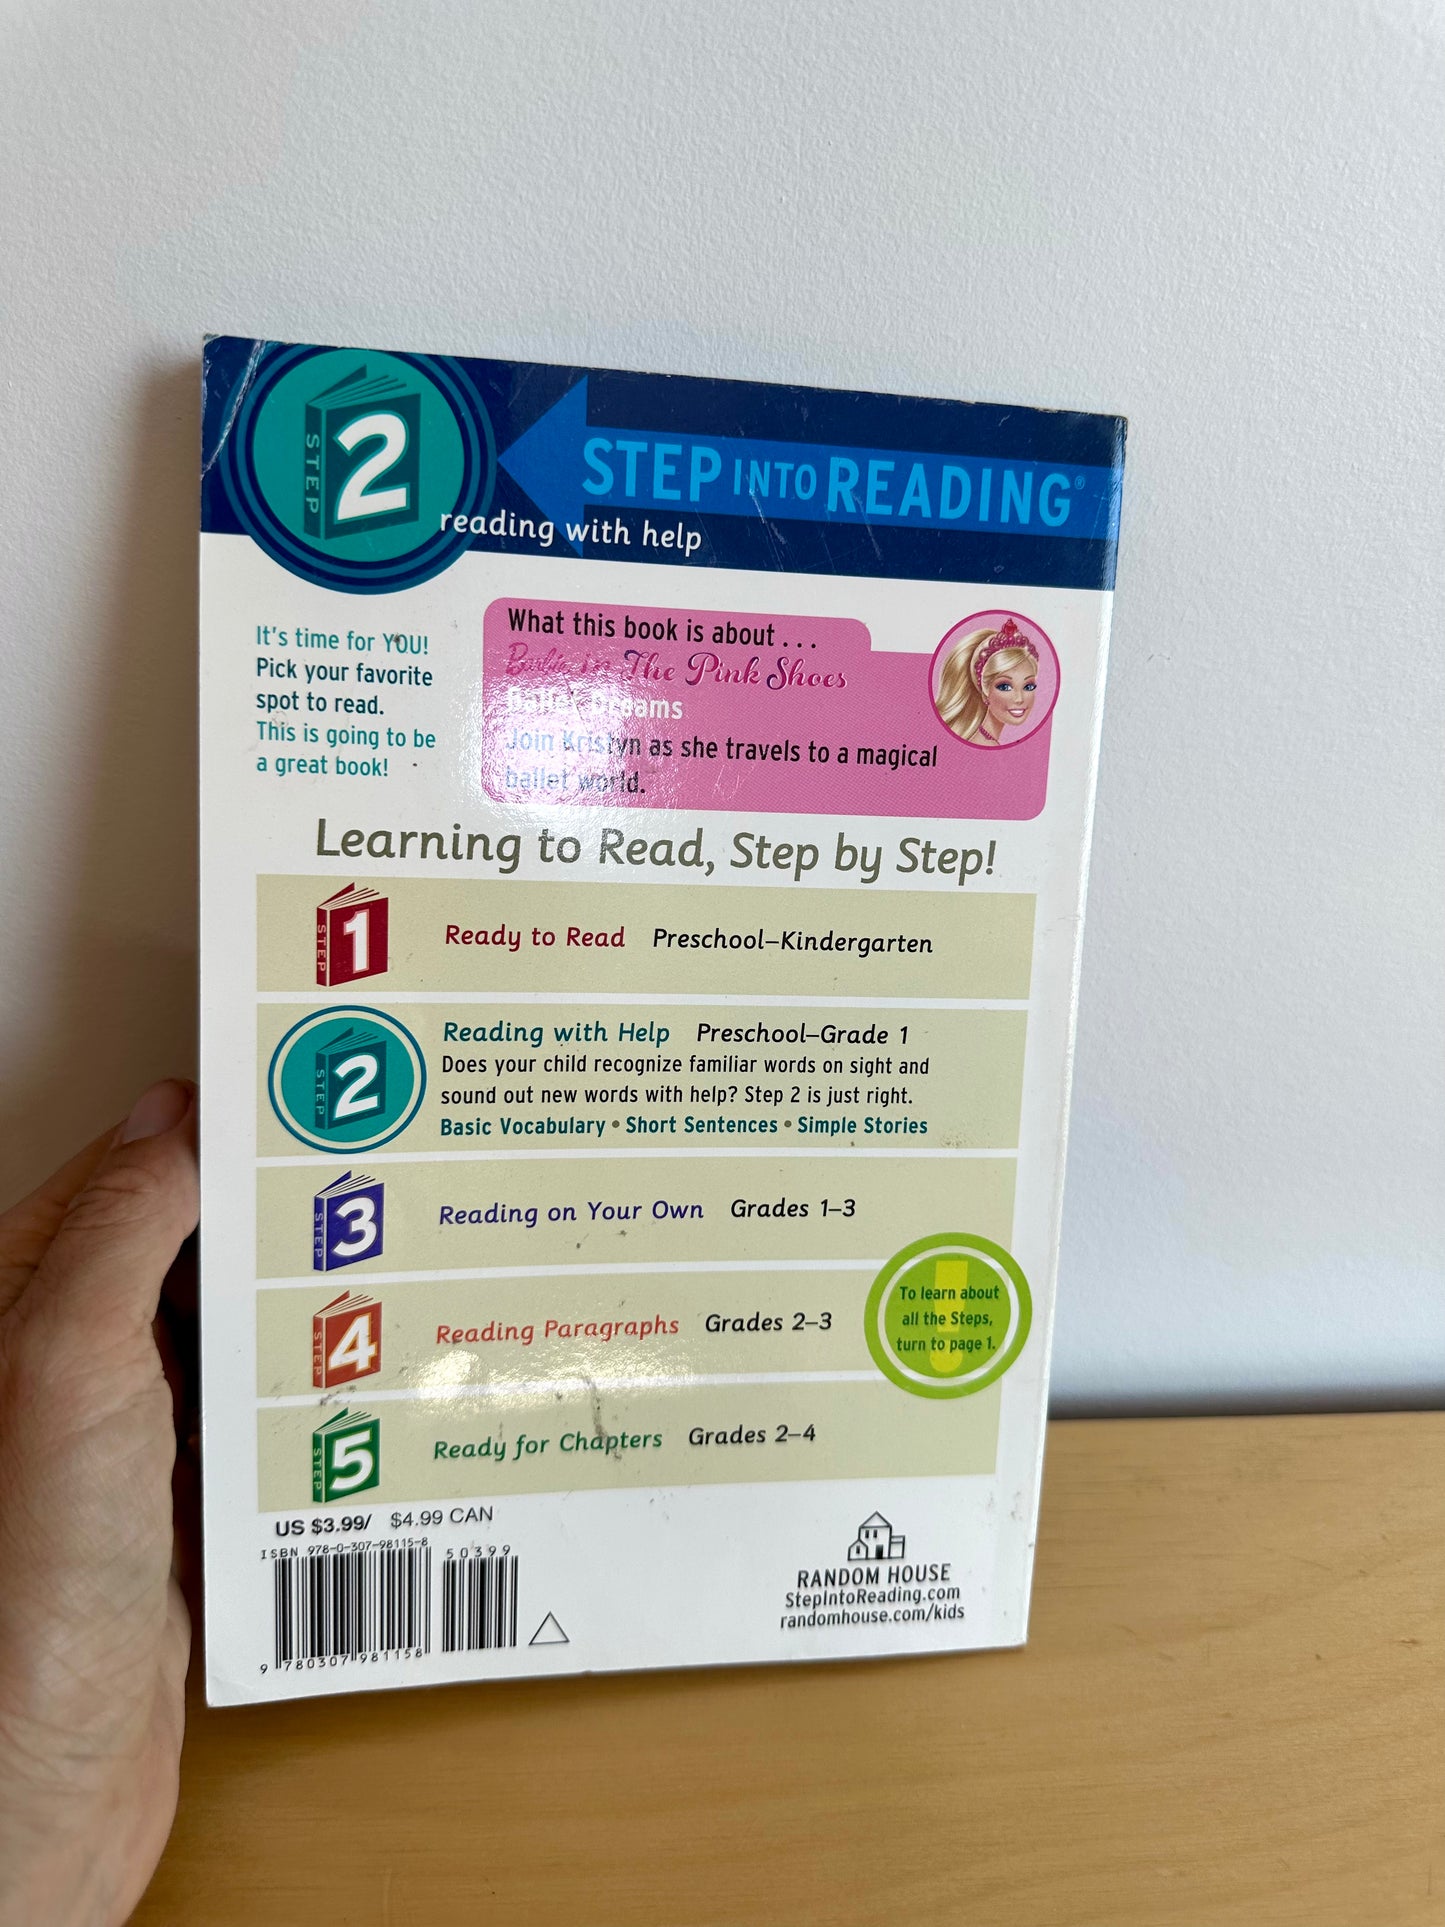 STEP 2
STEP INTO READING®
reading with help
It's time for YOU!
Pick your favorite
spot to read.
This is going to be
a great book!
What this book is about . . .
Barbie in The Pink Shoes
Ballet Dreams
Join Kristyn as she travels to a magical
ballet world.
Learning to Read, Step by Step!
STEP 1 Ready to Read Preschool–Kindergarten
STEP 2 Reading with Help Preschool–Grade 1
Does your child recognize familiar words on sight and
sound out new words with help? Step 2 is just right.
Basic Vocabulary • Short Sentences • Simple Stories
STEP 3 Reading on Your Own Grades 1–3
STEP 4 Reading Paragraphs Grades 2–3
To learn about
all the Steps,
turn to page 1.
STEP 5 Ready for Chapters Grades 2–4
US $3.99/ $4.99 CAN
ISBN 978-0-307-98115-8
50399
9 780307 981158
RANDOM HOUSE
StepIntoReading.com
randomhouse.com/kids